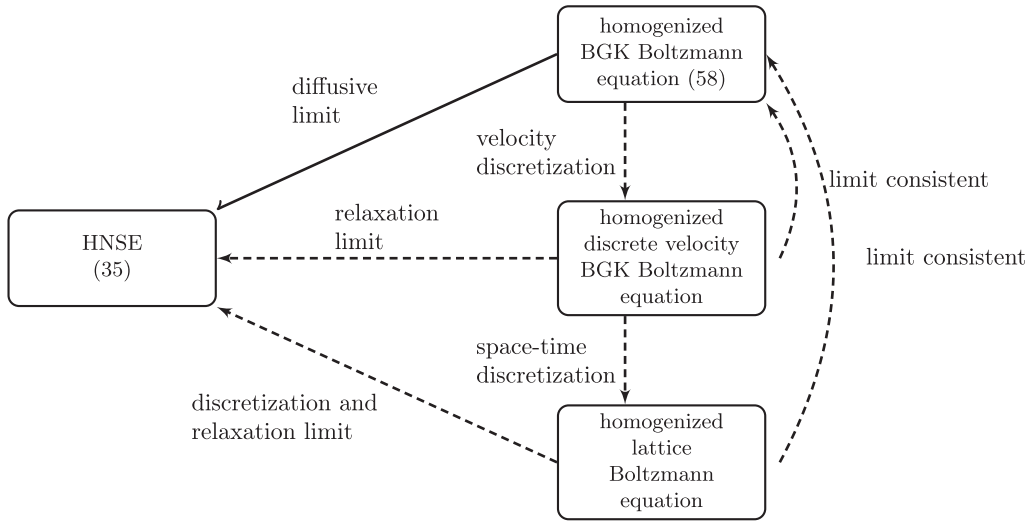 homogenized
BGK Boltzmann
equation (58)
diffusive
limit
velocity
discretization
limit consistent
relaxation
limit
homogenized
discrete velocity
BGK Boltzmann
equation
HNSE
(35)
limit consistent
space-time
discretization
discretization and
relaxation limit
homogenized
lattice
Boltzmann
equation